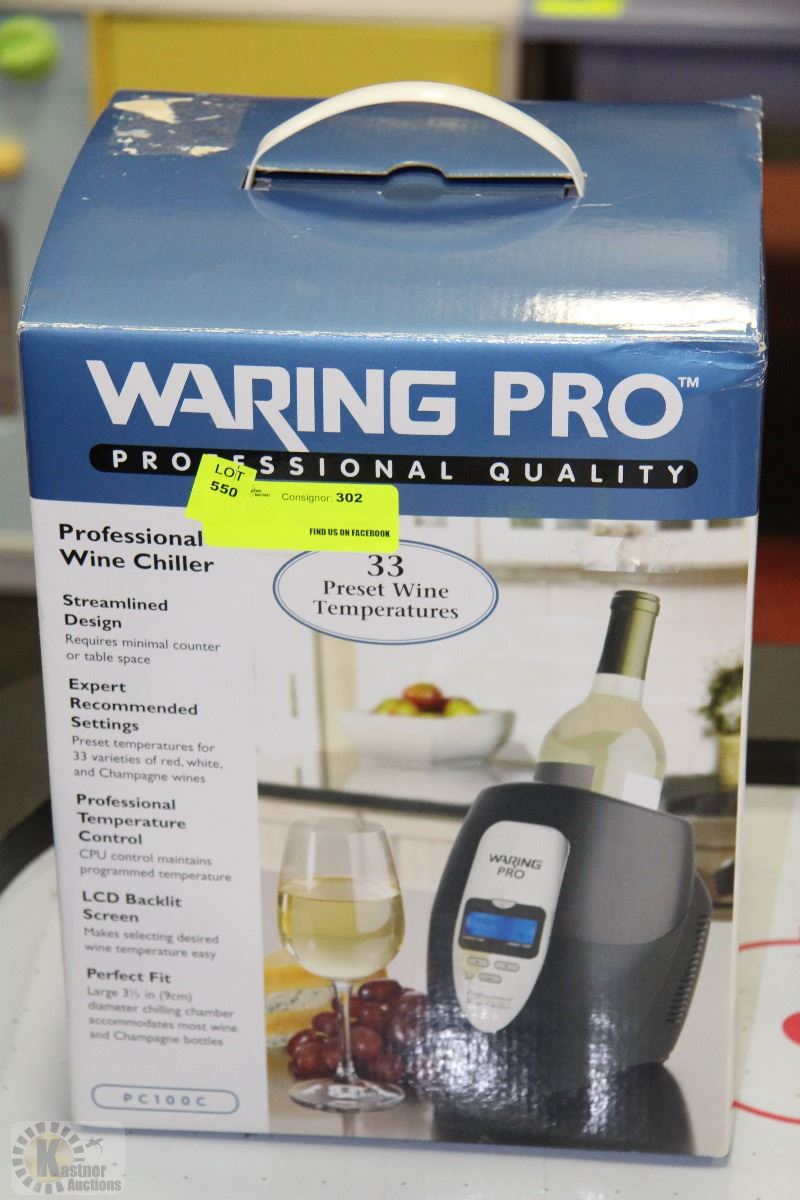 WARING PRO™
PROFESSIONAL QUALITY
LOT
550
Consignor: 302
FIND US ON FACEBOOK
Professional
Wine Chiller
33
Preset Wine
Temperatures
Streamlined
Design
Requires minimal counter
or table space
Expert
Recommended
Settings
Preset temperatures for
33 varieties of red, white,
and Champagne wines
Professional
Temperature
Control
CPU control maintains
programmed temperature
LCD Backlit
Screen
Makes selecting desired
wine temperature easy
Perfect Fit
Large 3½ in (9cm)
diameter chilling chamber
accommodates most wine
and Champagne bottles
PC100C
WARING
PRO
Professional
Wine Chiller
Kastner
Auctions